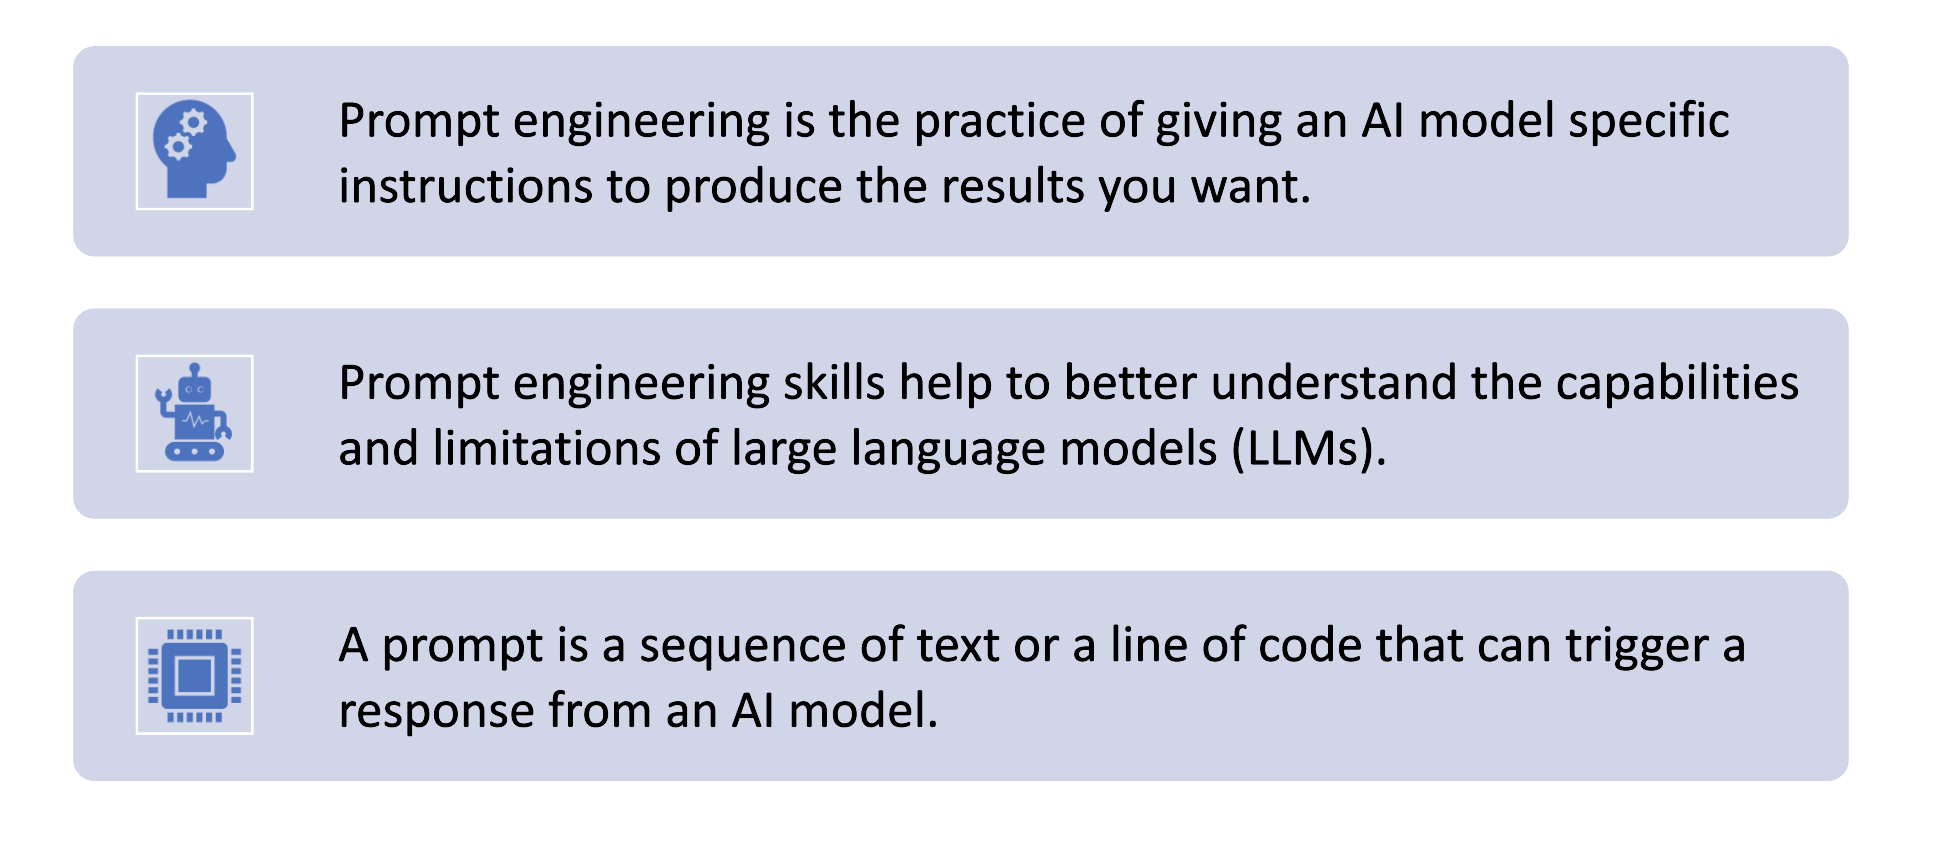 Prompt engineering is the practice of giving an AI model specific
instructions to produce the results you want.
Prompt engineering skills help to better understand the capabilities
and limitations of large language models (LLMs).
A prompt is a sequence of text or a line of code that can trigger a
response from an AI model.